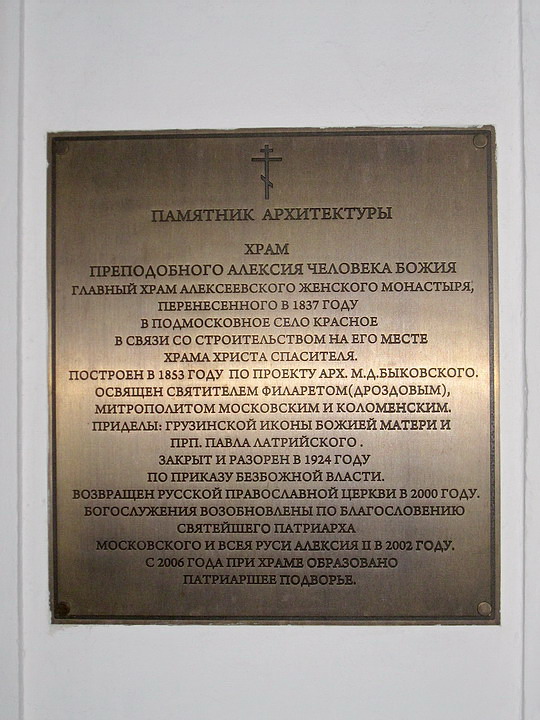 ПАМЯТНИК АРХИТЕКТУРЫ
ХРАМ
ПРЕПОДОБНОГО АЛЕКСИЯ ЧЕЛОВЕКА БОЖИЯ
ГЛАВНЫЙ ХРАМ АЛЕКСЕЕВСКОГО ЖЕНСКОГО МОНАСТЫРЯ,
ПЕРЕНЕСЕННОГО В 1837 ГОДУ
В ПОДМОСКОВНОЕ СЕЛО КРАСНОЕ
В СВЯЗИ СО СТРОИТЕЛЬСТВОМ НА ЕГО МЕСТЕ
ХРАМА ХРИСТА СПАСИТЕЛЯ.
ПОСТРОЕН В 1853 ГОДУ ПО ПРОЕКТУ АРХ. М.Д.БЫКОВСКОГО.
ОСВЯЩЕН СВЯТИТЕЛЕМ ФИЛАРЕТОМ(ДРОЗДОВЫМ),
МИТРОПОЛИТОМ МОСКОВСКИМ И КОЛОМЕНСКИМ.
ПРИДЕЛЫ: ГРУЗИНСКОЙ ИКОНЫ БОЖИЕЙ МАТЕРИ И
ПРП. ПАВЛА ЛАТРИЙСКОГО .
ЗАКРЫТ И РАЗОРЕН В 1924 ГОДУ
ПО ПРИКАЗУ БЕЗБОЖНОЙ ВЛАСТИ.
ВОЗВРАЩЕН РУССКОЙ ПРАВОСЛАВНОЙ ЦЕРКВИ В 2000 ГОДУ.
БОГОСЛУЖЕНИЯ ВОЗОБНОВЛЕНЫ ПО БЛАГОСЛОВЕНИЮ
СВЯТЕЙШЕГО ПАТРИАРХА
МОСКОВСКОГО И ВСЕЯ РУСИ АЛЕКСИЯ II В 2002 ГОДУ.
С 2006 ГОДА ПРИ ХРАМЕ ОБРАЗОВАНО
ПАТРИАРШЕЕ ПОДВОРЬЕ.